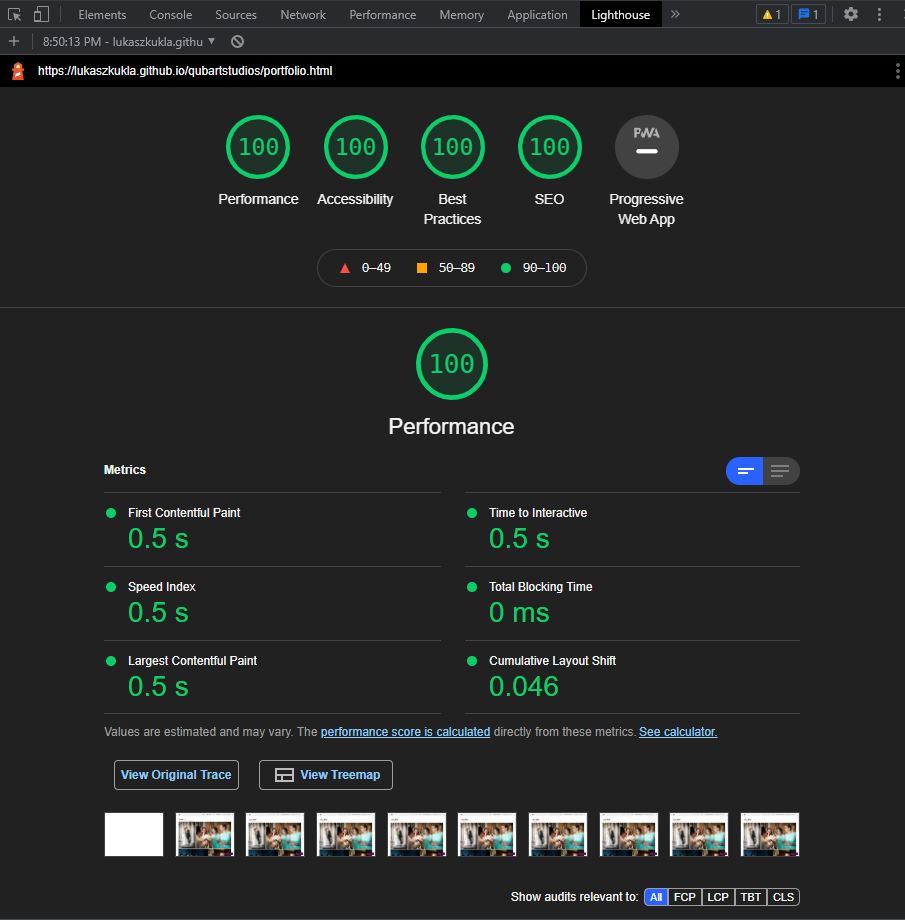 Elements Console Sources Network Performance Memory Application Lighthouse » 1 1
+ 8:50:13 PM - lukaszkukla.githu ▼
https://lukaszkukla.github.io/qubartstudios/portfolio.html
100 100 100 100 PWA
Performance Accessibility Best Practices SEO Progressive Web App
0–49 50–89 90–100
100
Performance
Metrics
First Contentful Paint Time to Interactive
0.5 s 0.5 s
Speed Index Total Blocking Time
0.5 s 0 ms
Largest Contentful Paint Cumulative Layout Shift
0.5 s 0.046
Values are estimated and may vary. The performance score is calculated directly from these metrics. See calculator.
View Original Trace View Treemap
Show audits relevant to: All FCP LCP TBT CLS